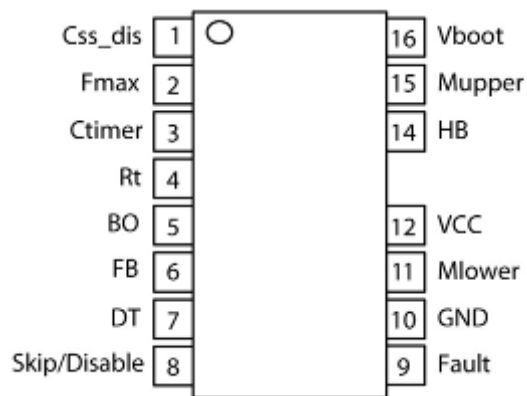 Css_dis 1 16 Vboot
Fmax 2 15 Mupper
Ctimer 3 14 HB
Rt 4
BO 5 12 VCC
FB 6 11 Mlower
DT 7 10 GND
Skip/Disable 8 9 Fault